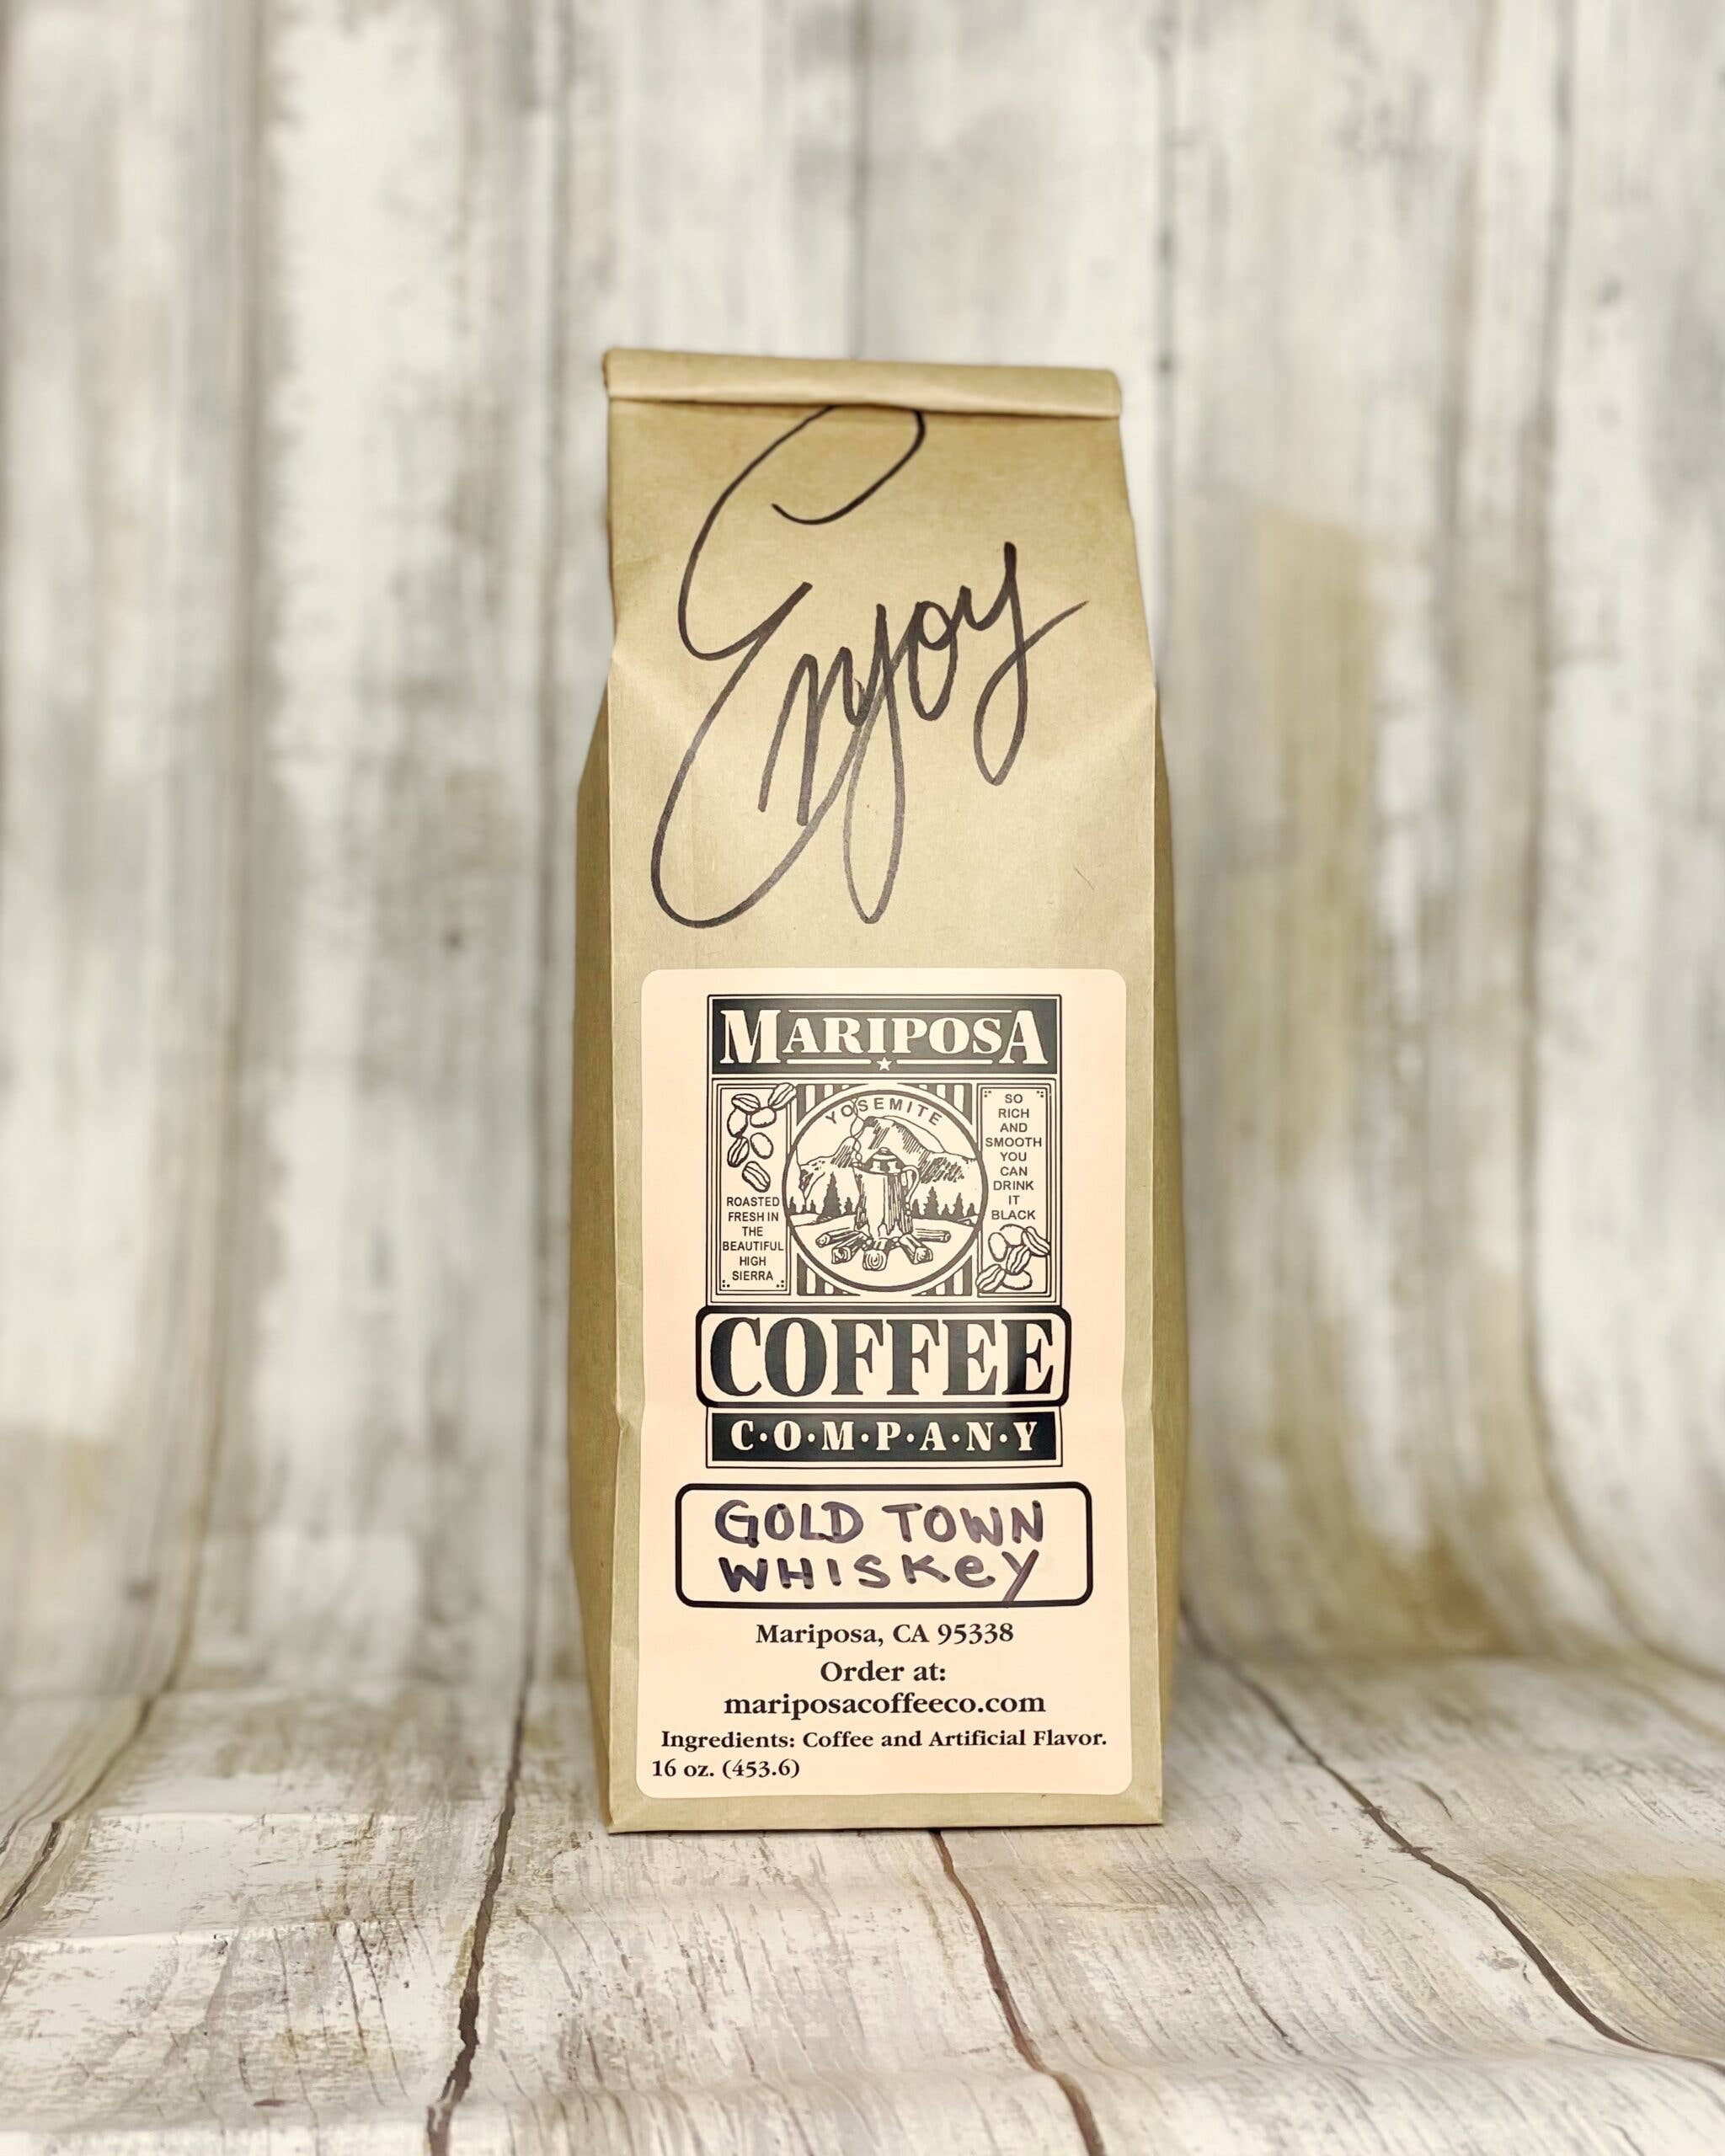 Enjoy
MARIPOSA
YOSEMITE
ROASTED
FRESH IN
THE
BEAUTIFUL
HIGH
SIERRA
SO
RICH
AND
SMOOTH
YOU
CAN
DRINK
IT
BLACK
COFFEE
C·O·M·P·A·N·Y
GOLD TOWN
WHISKeY
Mariposa, CA 95338
Order at:
mariposacoffeeco.com
Ingredients: Coffee and Artificial Flavor.
16 oz. (453.6)